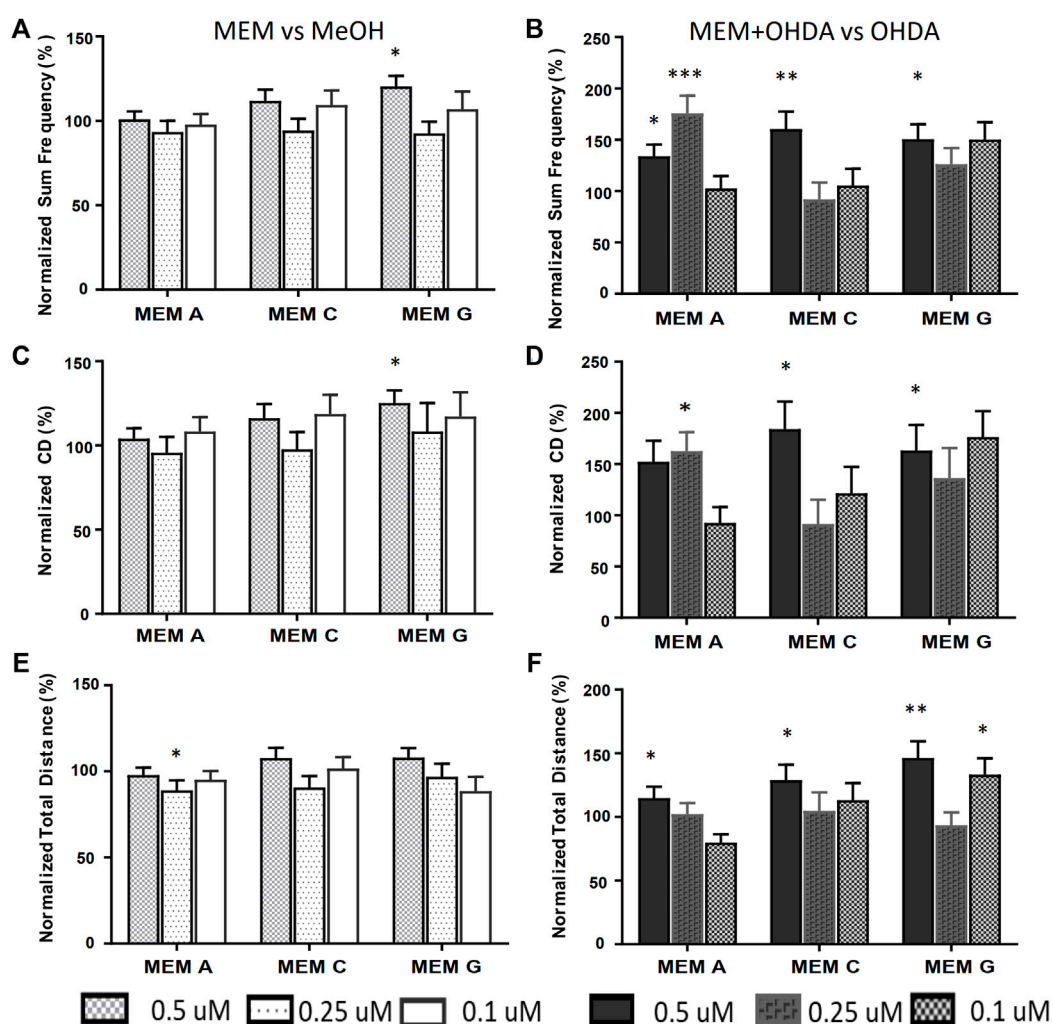 MEM vs MeOH
MEM+OHDA vs OHDA
A
Normalized Sum Frequency (%)
150
100
50
0
*
MEM A MEM C MEM G
B
Normalized Sum Frequency (%)
250
200
150
100
50
0
* *** ** *
MEM A MEM C MEM G
C
Normalized CD (%)
150
100
50
0
*
MEM A MEM C MEM G
D
Normalized CD (%)
250
200
150
100
50
0
* * *
MEM A MEM C MEM G
E
Normalized Total Distance (%)
150
100
50
0
*
MEM A MEM C MEM G
F
Normalized Total Distance (%)
200
150
100
50
0
* * ** *
MEM A MEM C MEM G
0.5 uM 0.25 uM 0.1 uM
0.5 uM 0.25 uM 0.1 uM